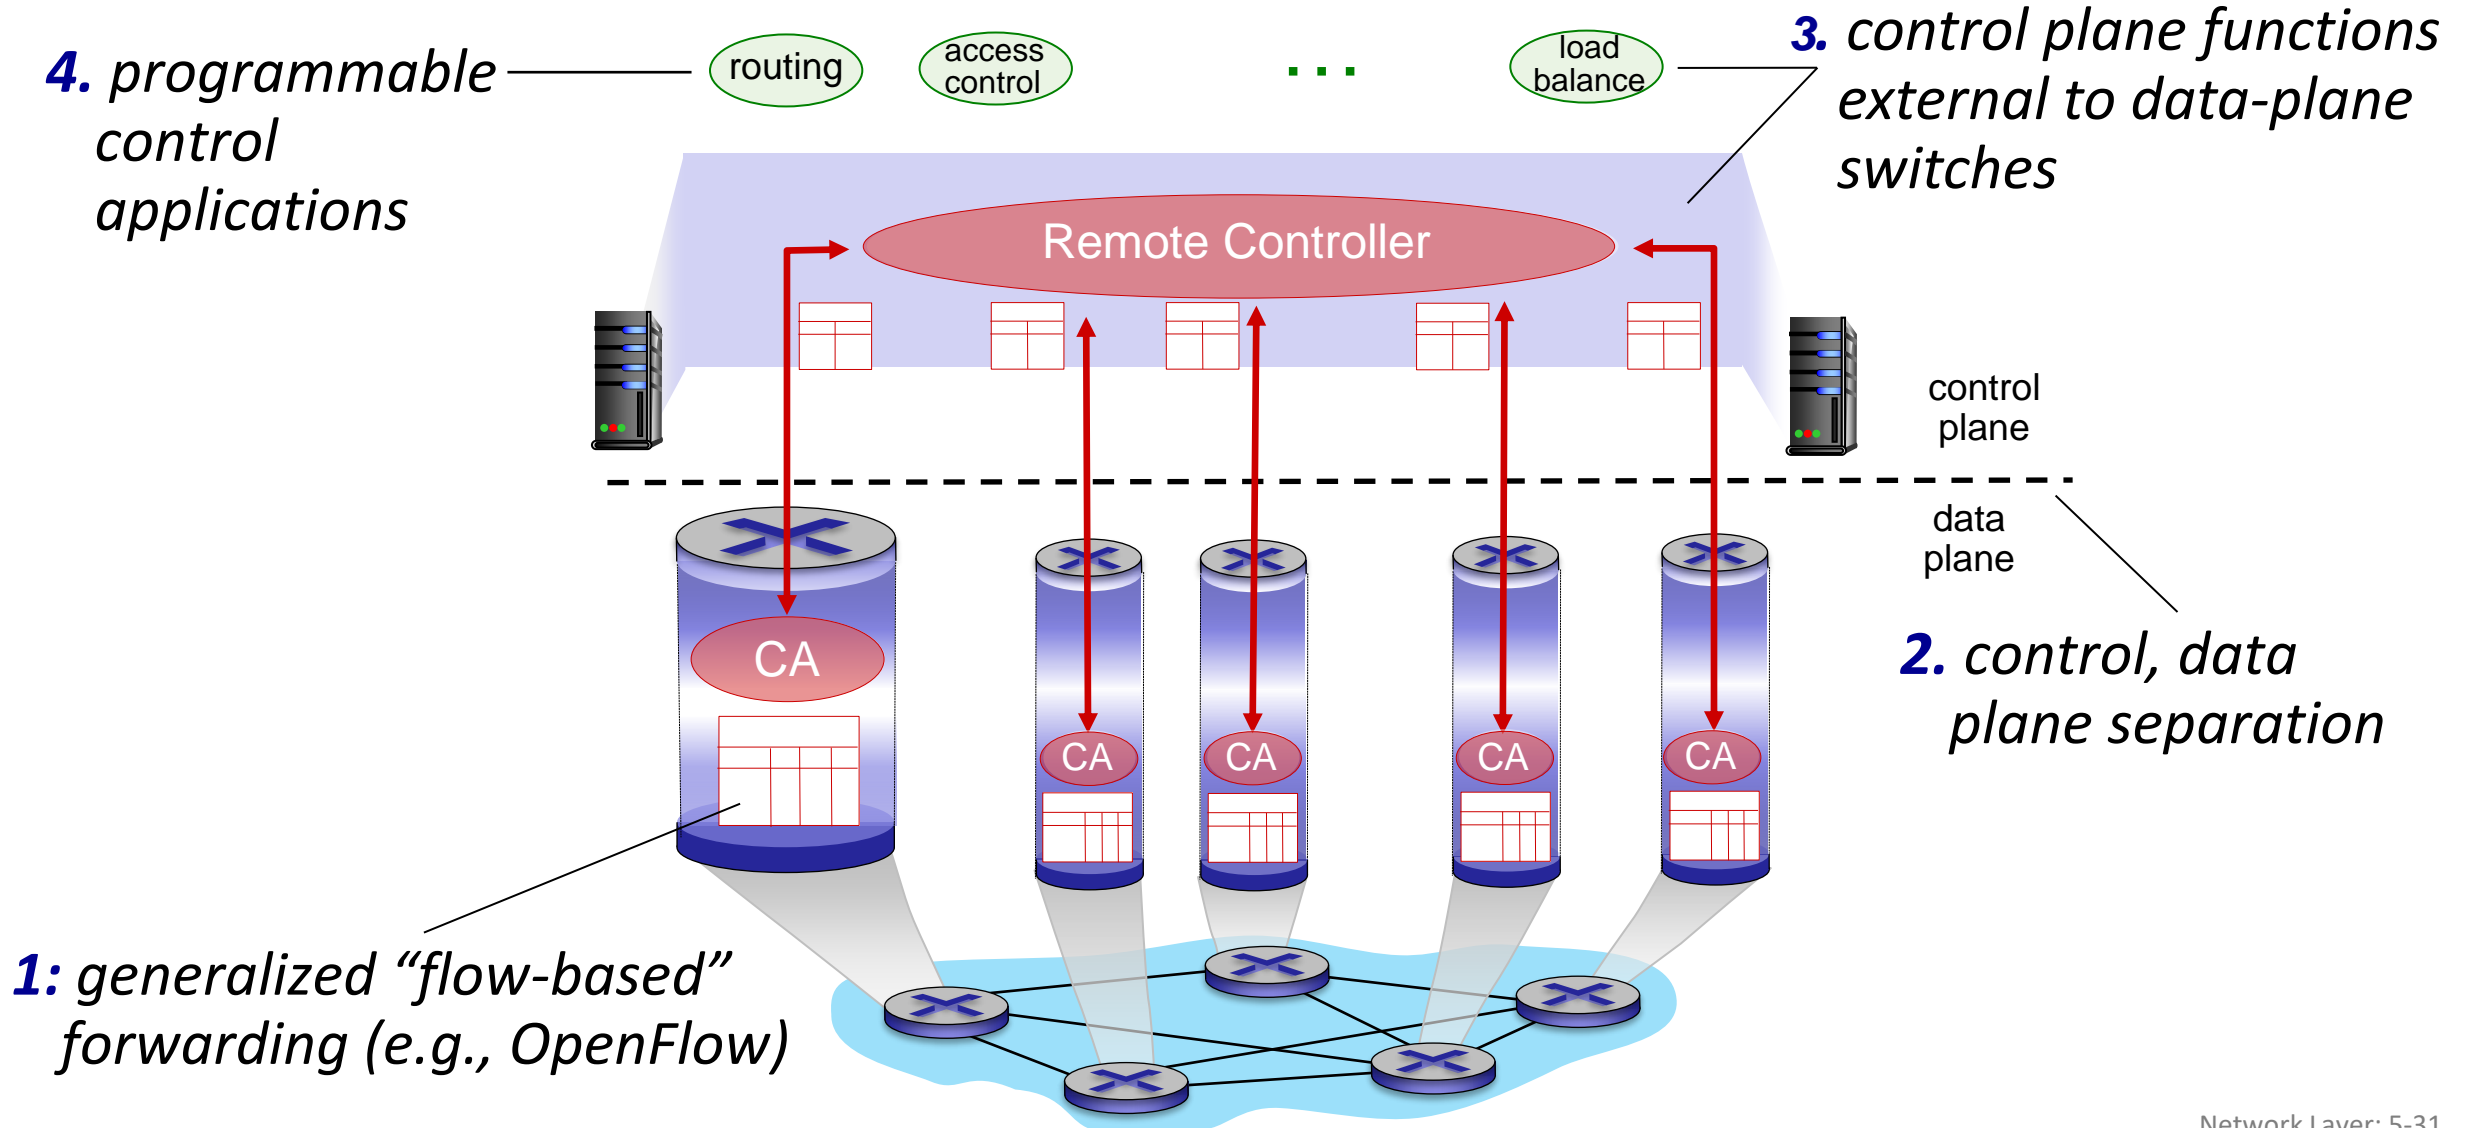 4. programmable
control
applications
routing
access
control
...
load
balance
3. control plane functions
external to data-plane
switches
Remote Controller
control
plane
data
plane
CA
CA
CA
CA
CA
2. control, data
plane separation
1: generalized “flow-based”
forwarding (e.g., OpenFlow)
Network Layer: 5-31